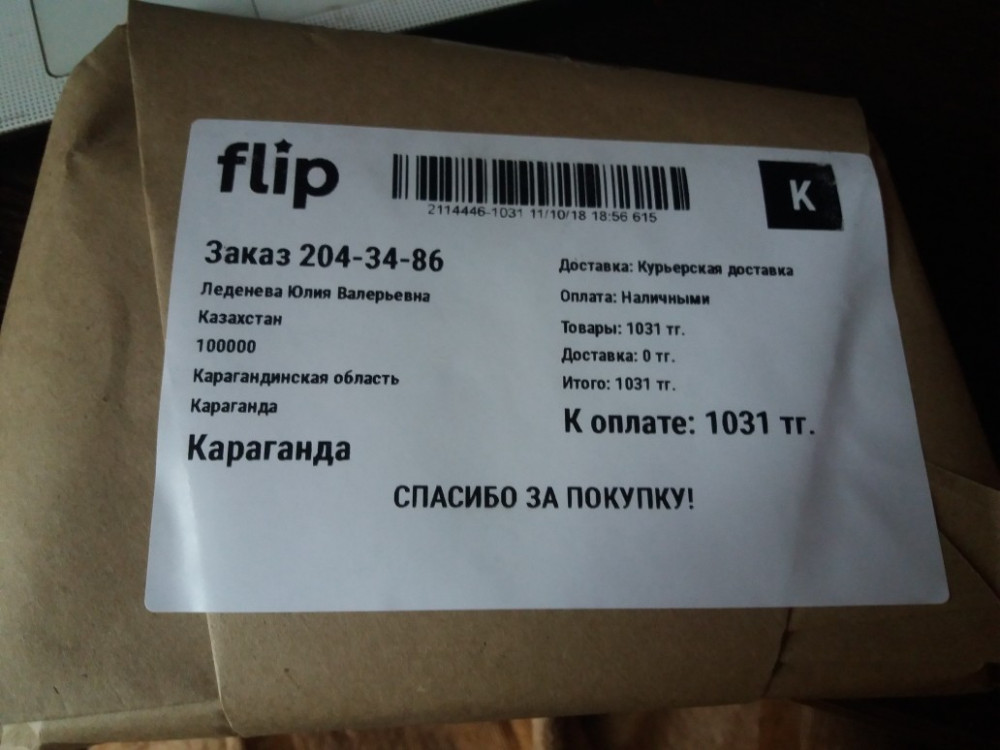 flip
K
2114446-1031 11/10/18 18:56 615
Заказ 204-34-86
Леденева Юлия Валерьевна
Казахстан
100000
Карагандинская область
Караганда
Караганда
Доставка: Курьерская доставка
Оплата: Наличными
Товары: 1031 тг.
Доставка: 0 тг.
Итого: 1031 тг.
К оплате: 1031 тг.
СПАСИБО ЗА ПОКУПКУ!